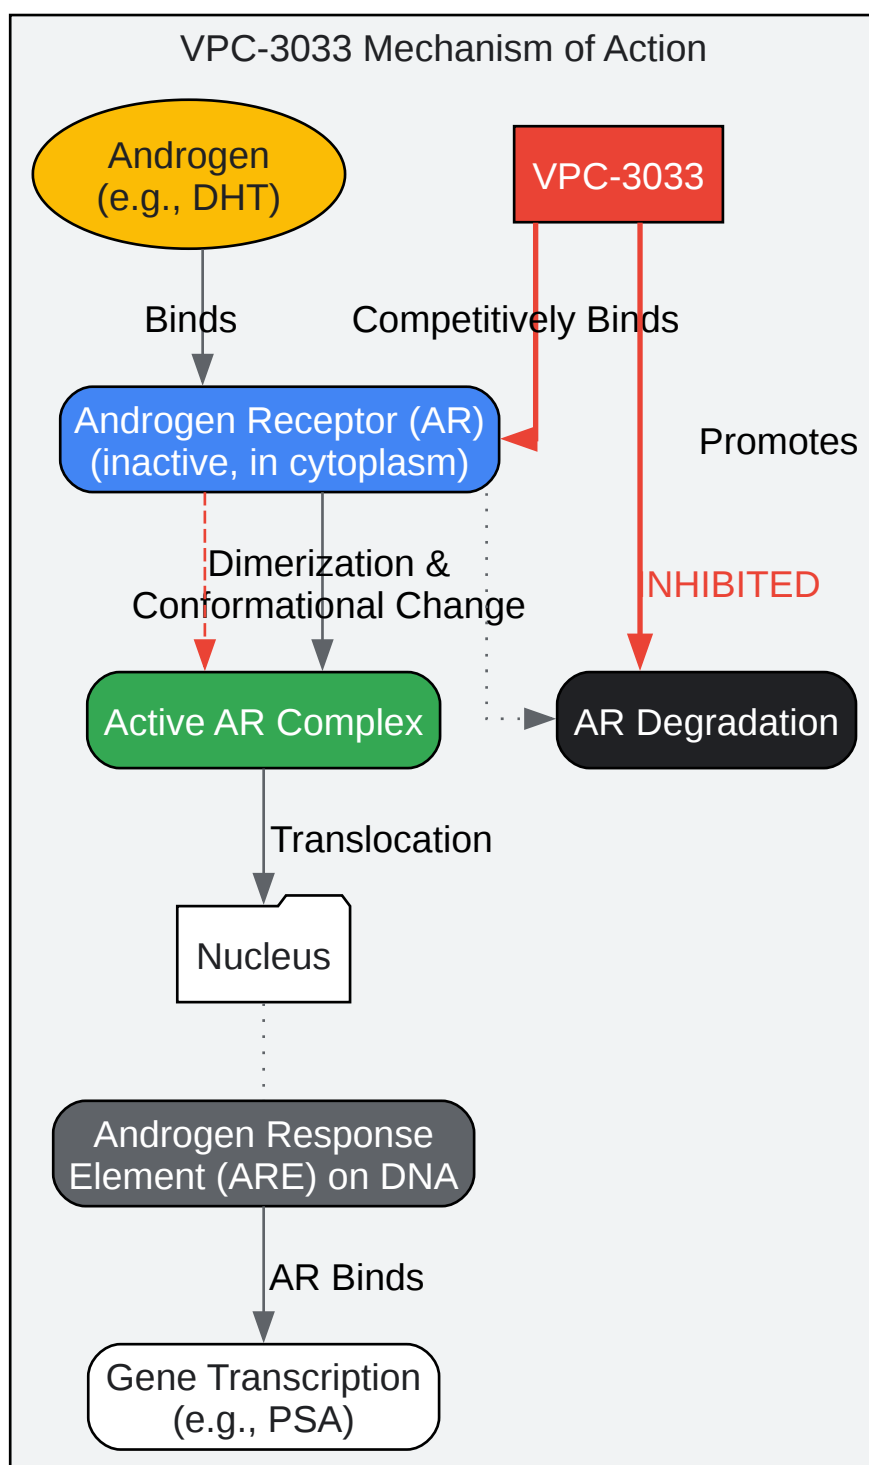 VPC-3033 Mechanism of Action
Androgen
(e.g., DHT)
VPC-3033
Binds
Competitively Binds
Androgen Receptor (AR)
(inactive, in cytoplasm)
Promotes
Dimerization &
Conformational Change
INHIBITED
Active AR Complex
AR Degradation
Translocation
Nucleus
Androgen Response
Element (ARE) on DNA
AR Binds
Gene Transcription
(e.g., PSA)